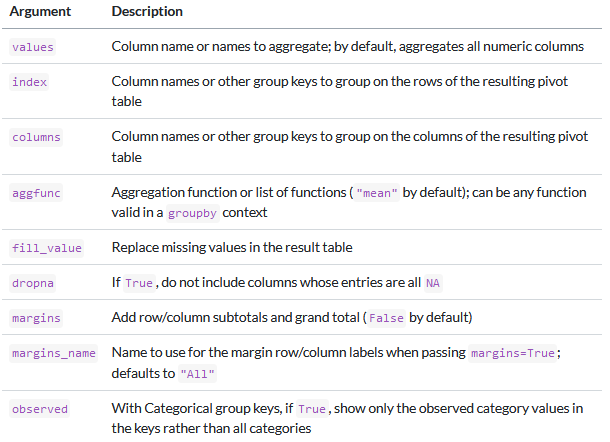 Argument Description
values Column name or names to aggregate; by default, aggregates all numeric columns
index Column names or other group keys to group on the rows of the resulting pivot
table
columns Column names or other group keys to group on the columns of the resulting pivot
table
aggfunc Aggregation function or list of functions ( "mean" by default); can be any function
valid in a groupby context
fill_value Replace missing values in the result table
dropna If True , do not include columns whose entries are all NA
margins Add row/column subtotals and grand total ( False by default)
margins_name Name to use for the margin row/column labels when passing margins=True ;
defaults to "All"
observed With Categorical group keys, if True , show only the observed category values in
the keys rather than all categories